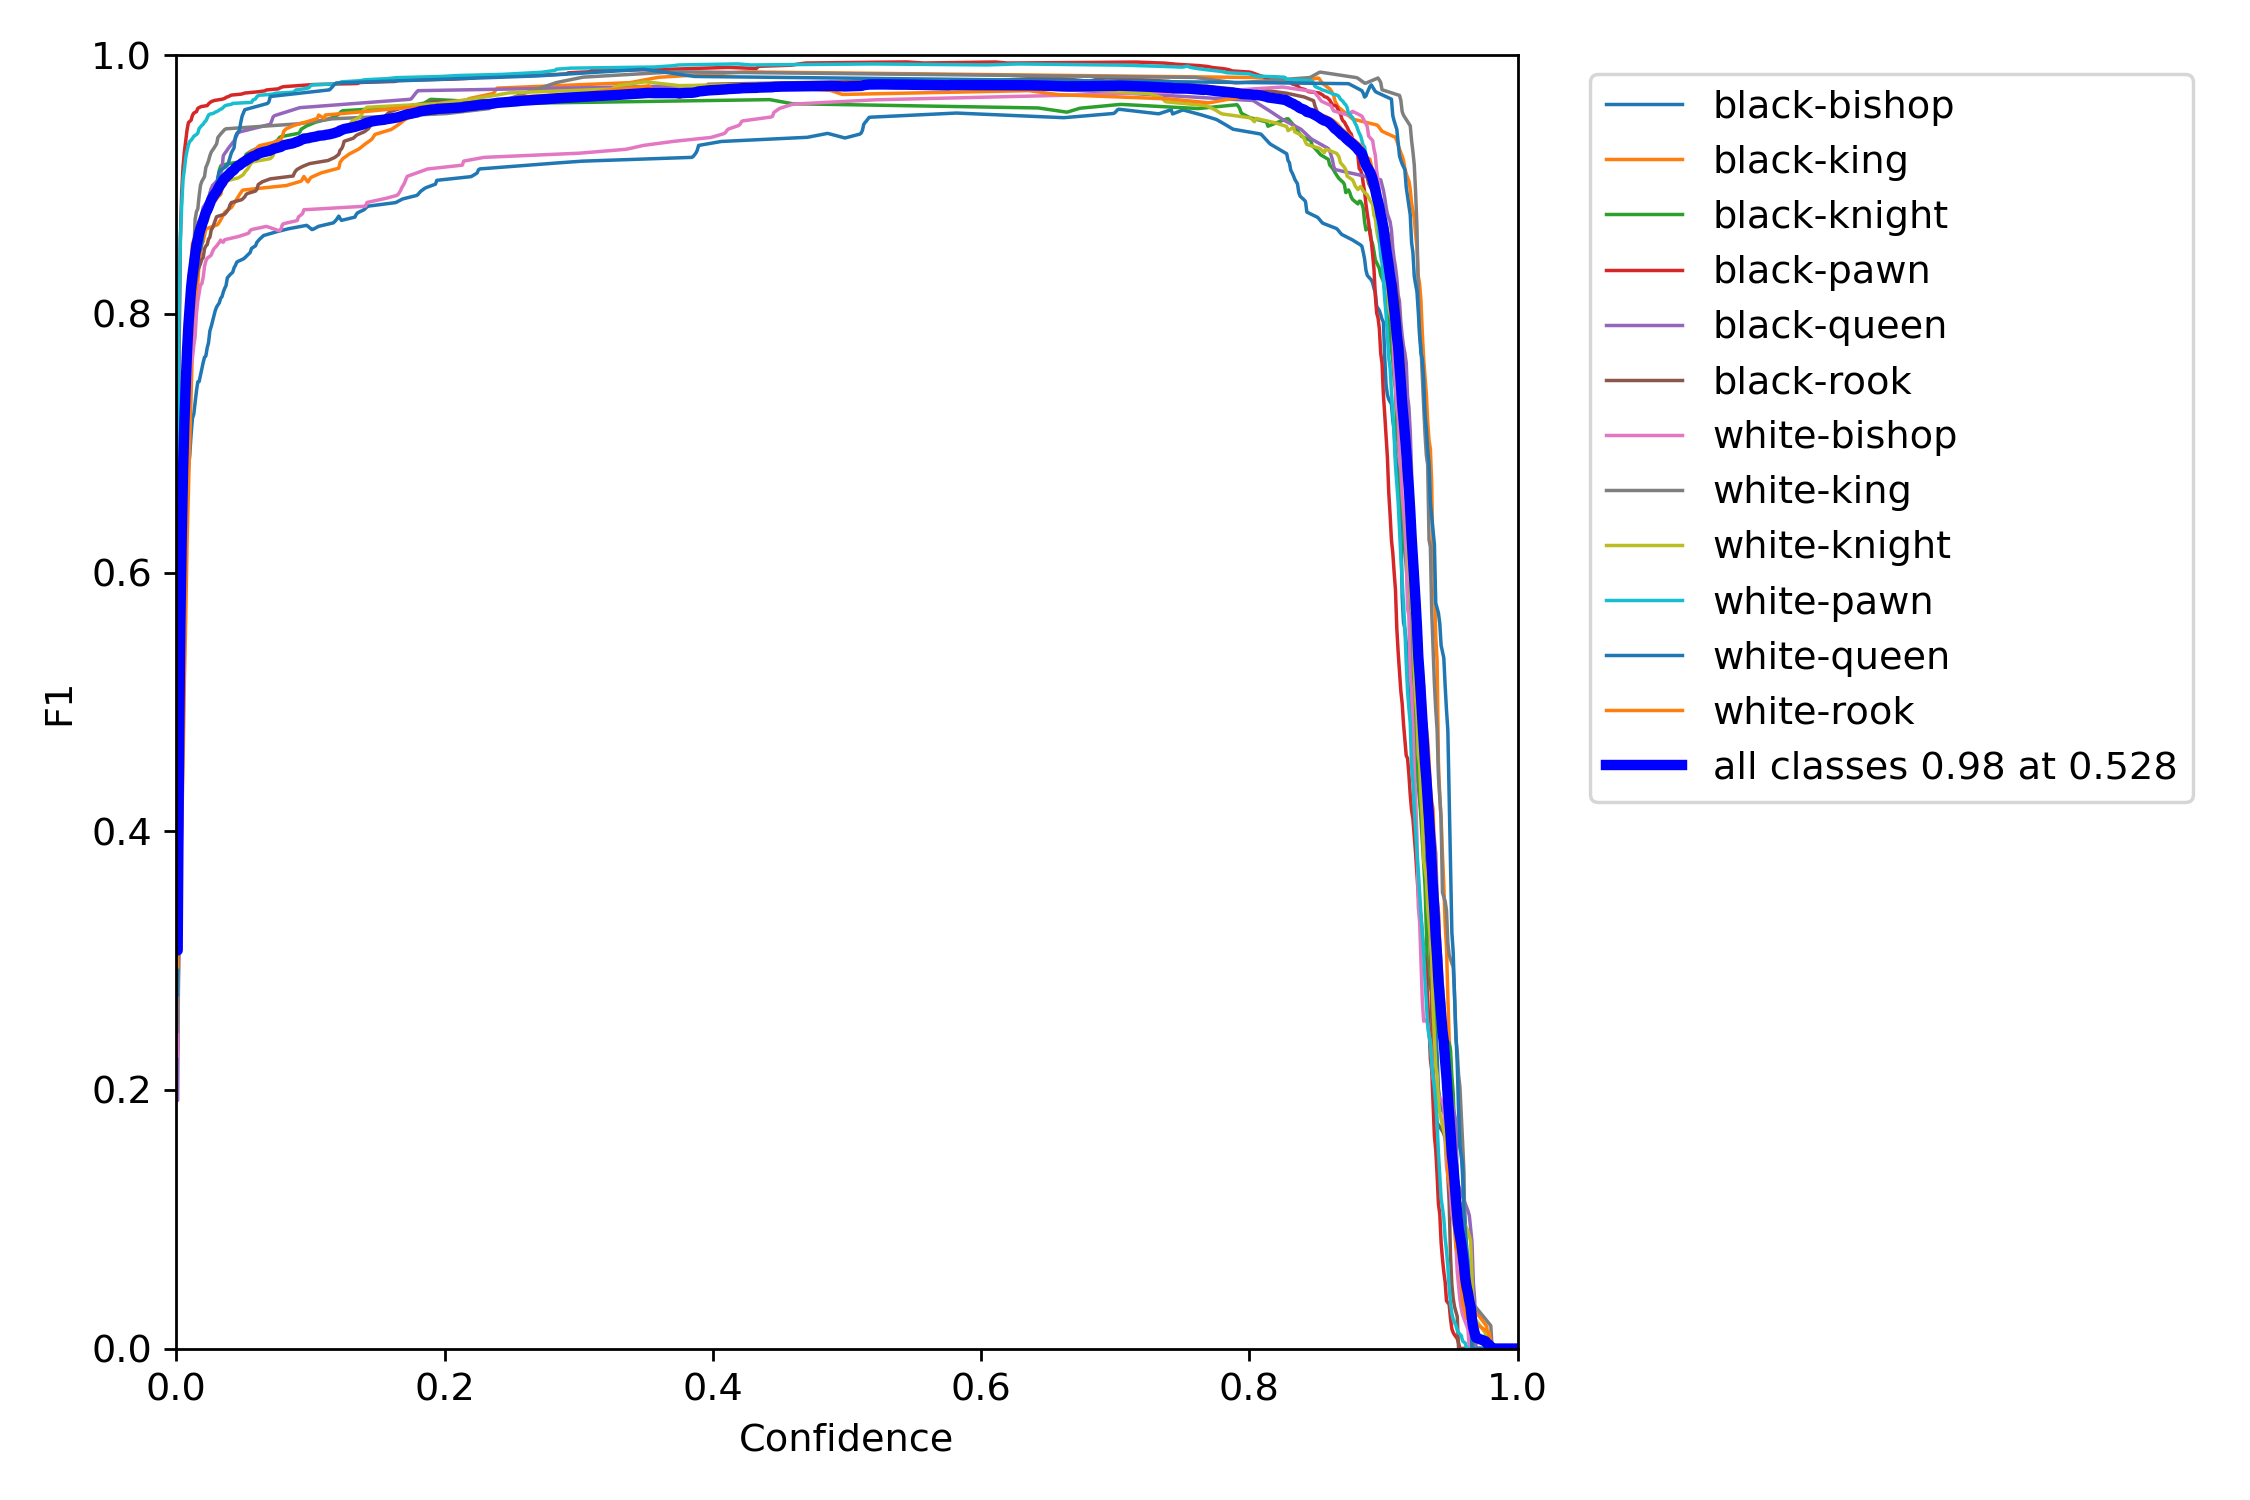 1.0
0.8
0.6
0.4
0.2
0.0
F1
0.0 0.2 0.4 0.6 0.8 1.0
Confidence
black-bishop
black-king
black-knight
black-pawn
black-queen
black-rook
white-bishop
white-king
white-knight
white-pawn
white-queen
white-rook
all classes 0.98 at 0.528